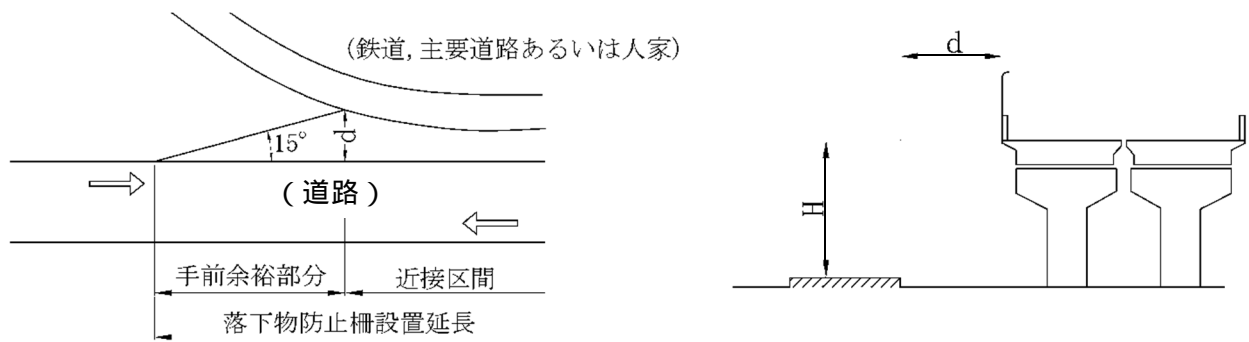 (鉄道,主要道路あるいは人家)
15°
d
(道路)
手前余裕部分
近接区間
落下物防止柵設置延長
d
H